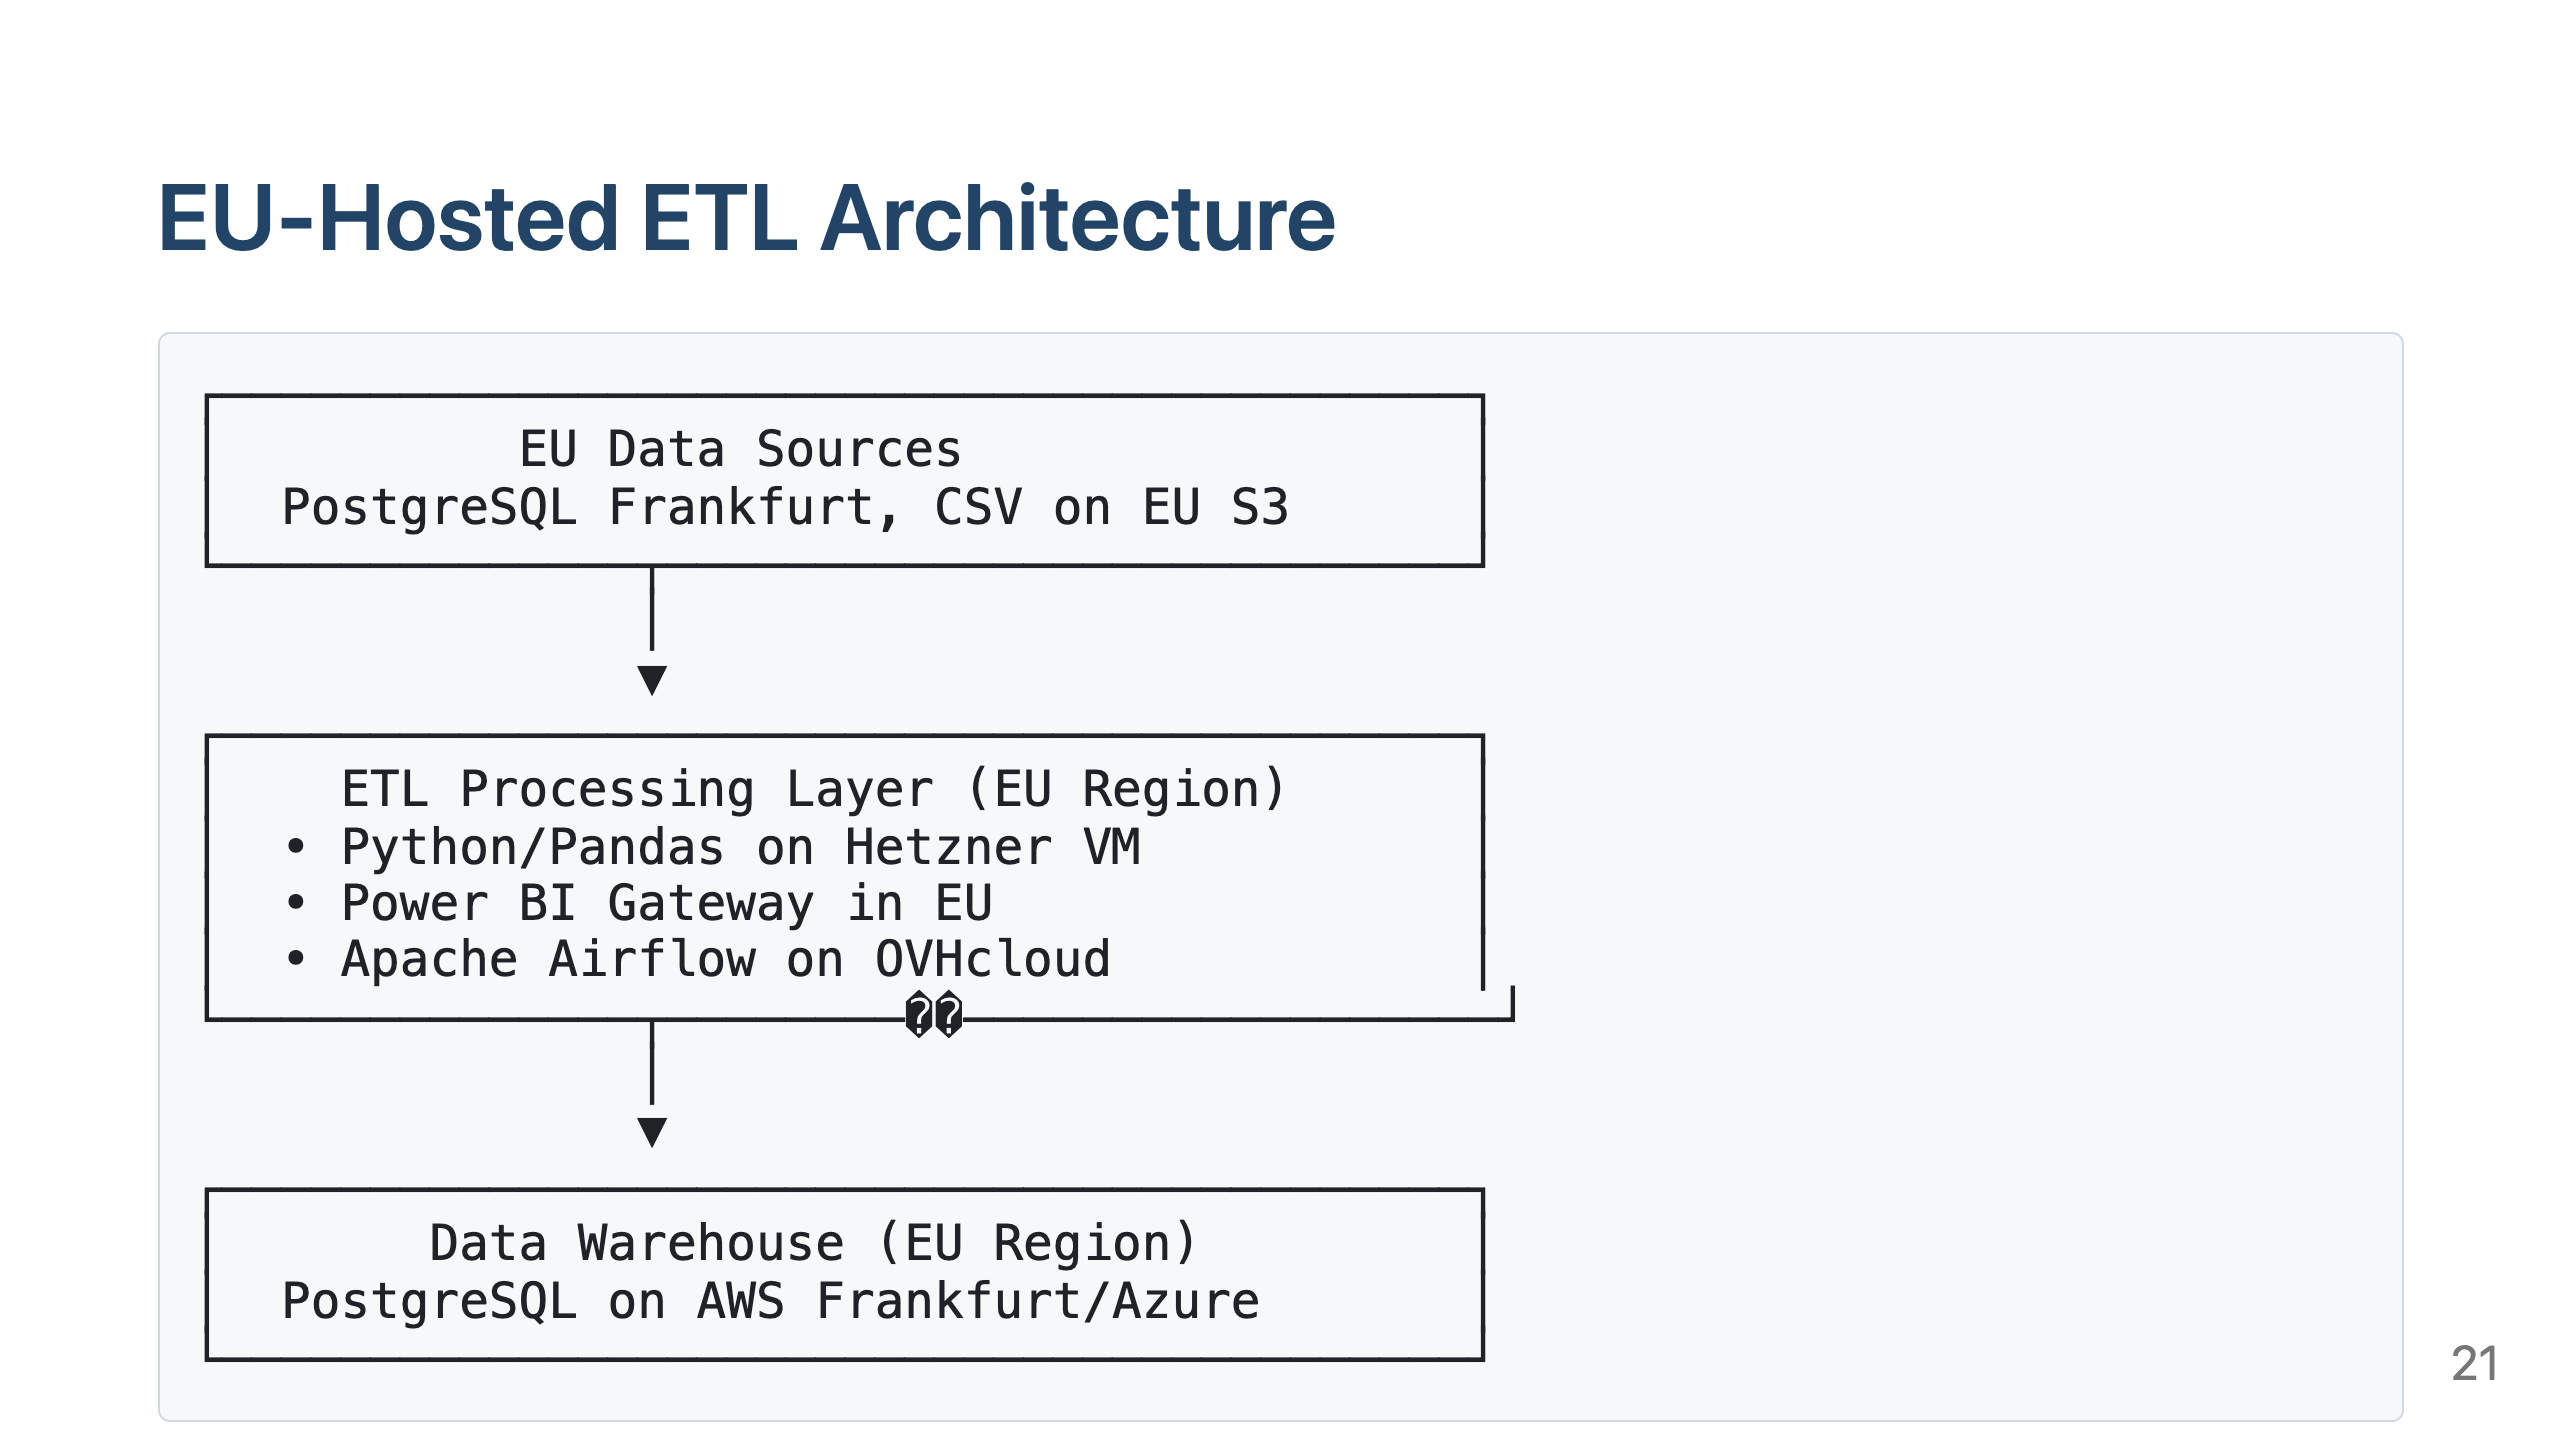 EU-Hosted ETL Architecture
EU Data Sources
PostgreSQL Frankfurt, CSV on EU S3
ETL Processing Layer (EU Region)
• Python/Pandas on Hetzner VM
• Power BI Gateway in EU
• Apache Airflow on OVHcloud
��
Data Warehouse (EU Region)
PostgreSQL on AWS Frankfurt/Azure
21